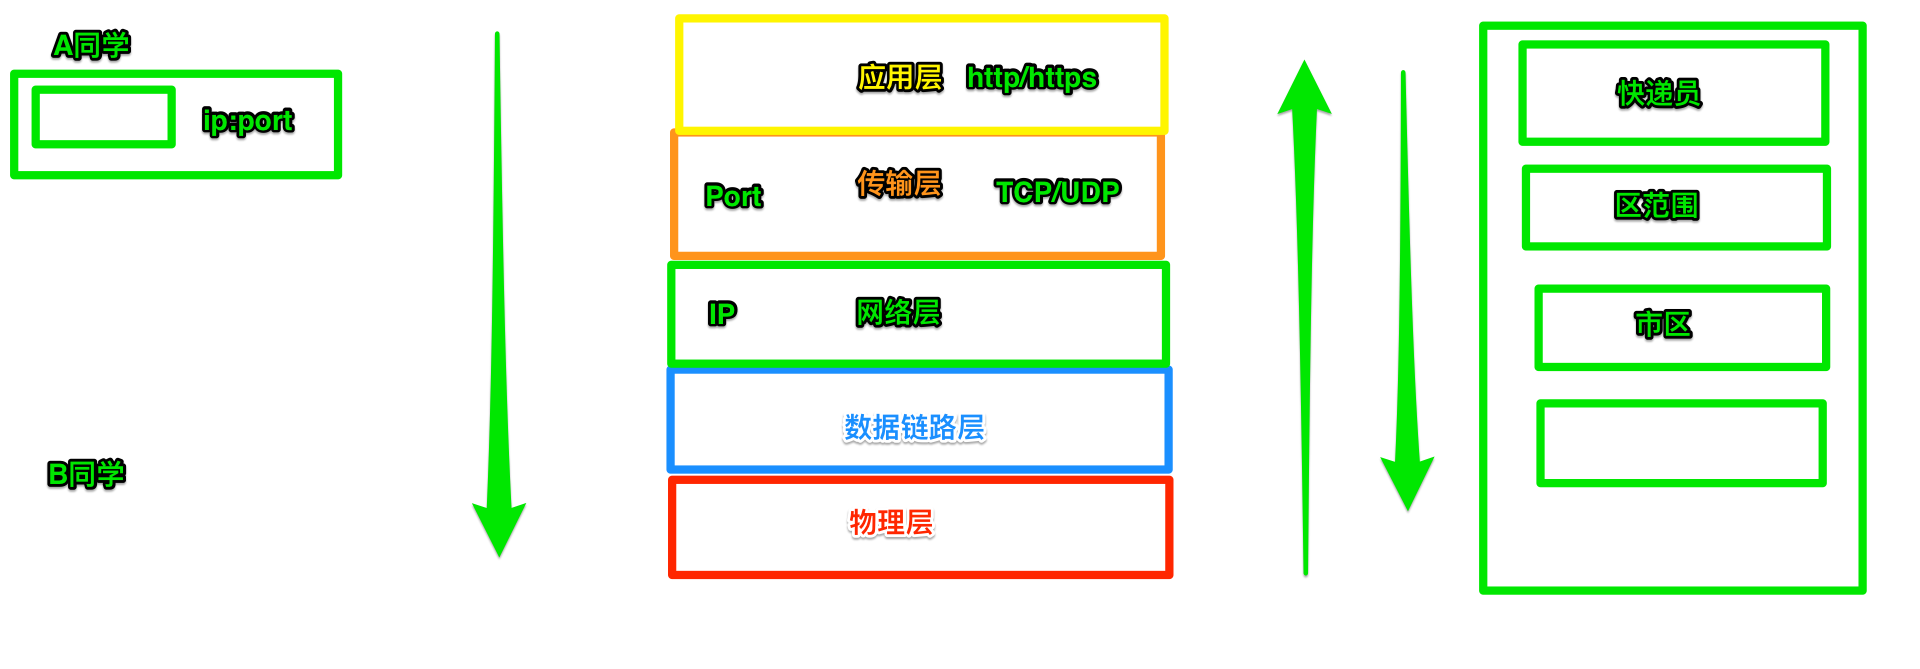 A同学
ip:port
B同学
应用层 http/https
Port 传输层 TCP/UDP
IP 网络层
数据链路层
物理层
快递员
区范围
市区